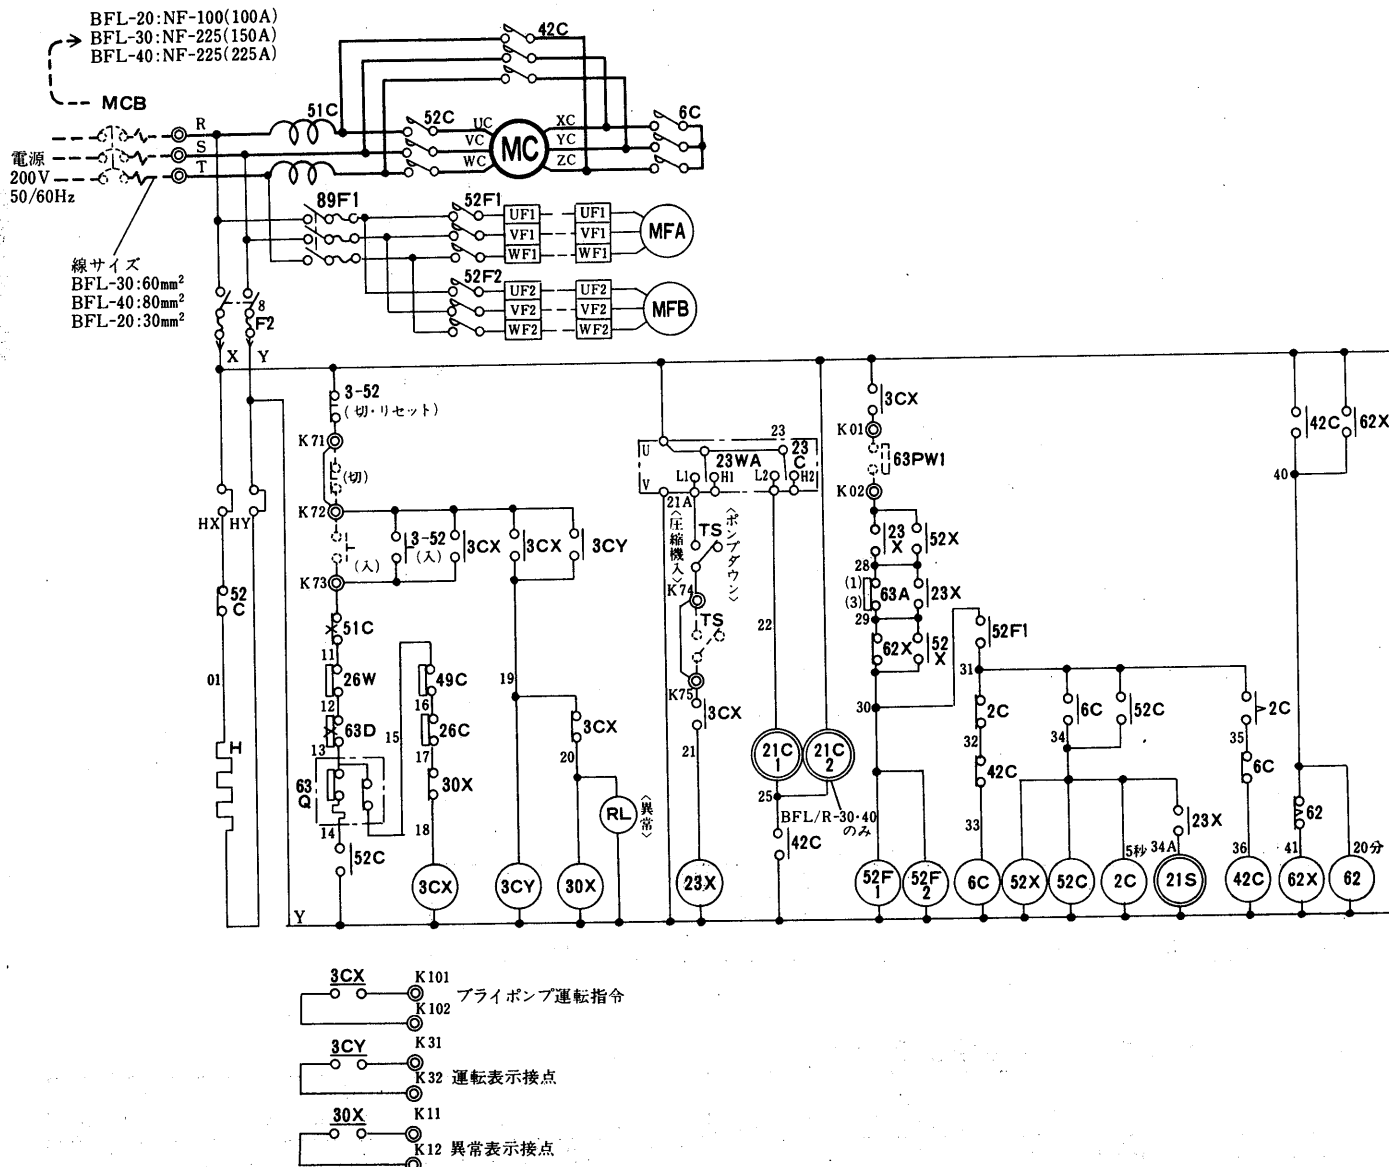 BFL-20:NF-100(100A)
BFL-30:NF-225(150A)
BFL-40:NF-225(225A)
MCB
電源
200V
50/60Hz
R
S
T
51C
42C
52C
6C
UC
VC
WC
MC
XC
YC
ZC
線サイズ
BFL-30:60mm²
BFL-40:80mm²
BFL-20:30mm²
89F1
52F1
UF1
VF1
WF1
UF1
VF1
WF1
MFA
52F2
UF2
VF2
WF2
UF2
VF2
WF2
MFB
8
F2
X
Y
HX
HY
52
C
01
H
Y
3-52
(切・リセット)
K71
(切)
K72
(入)
K73
3-52
(入)
3CX
3CX
3CY
51C
11
26W
12
63D
13
63
Q
14
52C
15
49C
16
26C
17
30X
18
3CX
19
3CY
3CX
20
30X
RL
〈異常〉
U
V
23
23WA
23
C
L1
H1
L2
H2
21A
〈圧縮機入〉
TS
〈ポンプダウン〉
K74
TS
K75
3CX
21
23X
22
21C
1
21C
2
25
BFL/R-30・40
のみ
42C
3CX
K01
63PW1
K02
23
X
52X
28
(1)
(3)
63A
23X
29
62X
52
X
30
52F
1
52F
2
52F1
31
2C
32
42C
33
6C
6C
34
52C
52X
52C
5秒
2C
34A
23X
21S
2C
35
6C
36
42C
42C
62X
40
62
41
62X
20分
62
3CX
K101
K102
ブライポンプ運転指令
3CY
K31
K32
運転表示接点
30X
K11
K12
異常表示接点